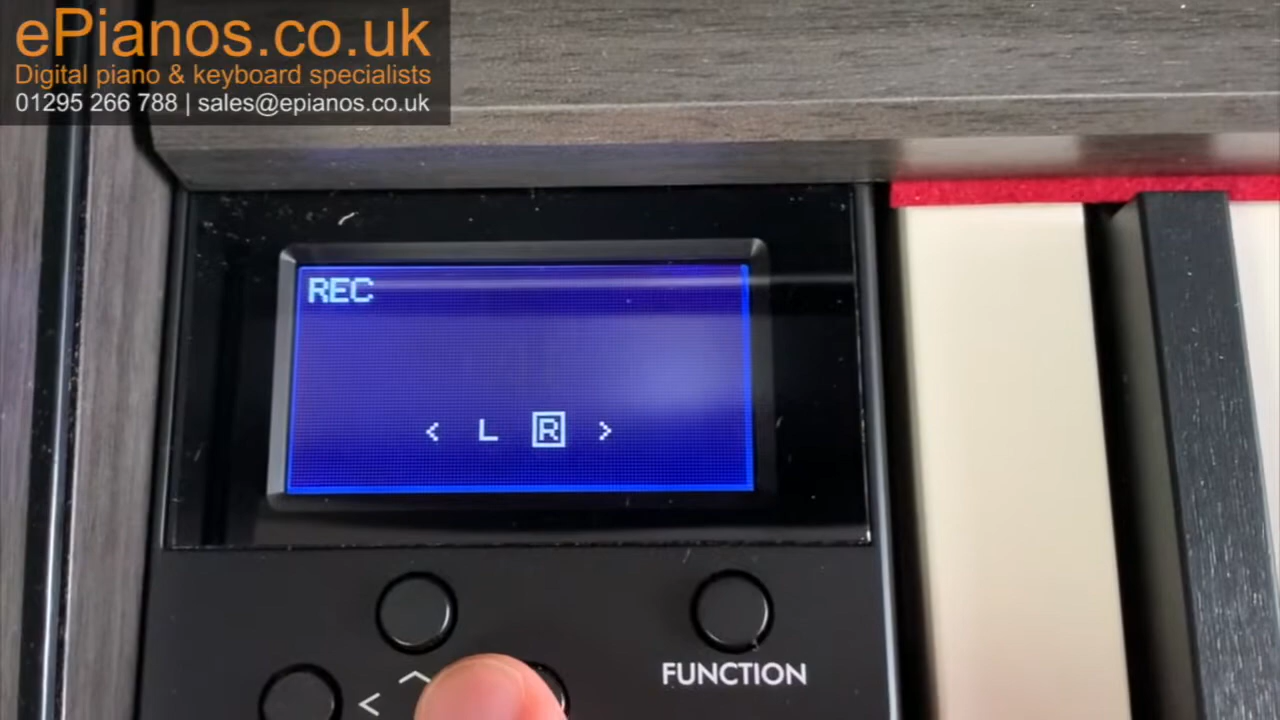 ePianos.co.uk
Digital piano & keyboard specialists
01295 266 788 | sales@epianos.co.uk
REC
< L R >
FUNCTION